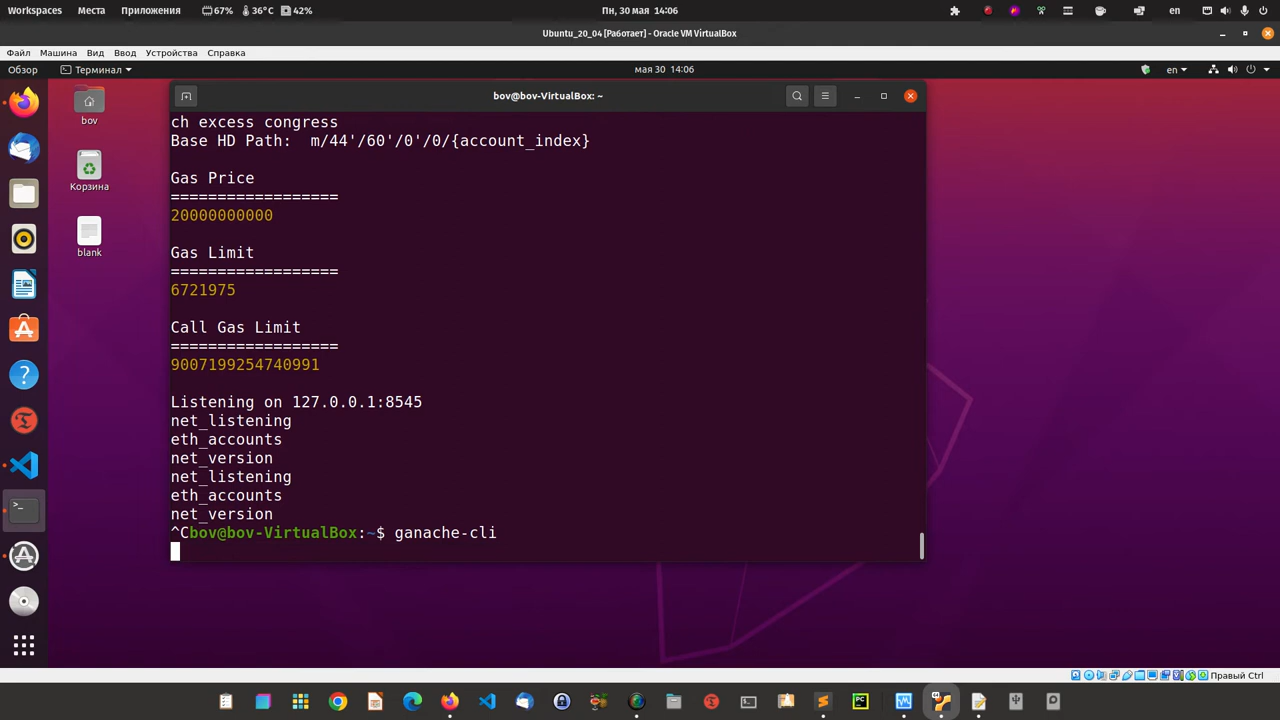 Workspaces Места Приложения 67% 36°C 42% Пн, 30 мая 14:06 en
Ubuntu_20_04 [Работает] - Oracle VM VirtualBox
Файл Машина Вид Ввод Устройства Справка
Обзор Терминал мая 30 14:06 en
bov@bov-VirtualBox: ~
bov
Корзина
blank
ch excess congress
Base HD Path:  m/44'/60'/0'/0/{account_index}
Gas Price
==================
20000000000
Gas Limit
==================
6721975
Call Gas Limit
==================
9007199254740991
Listening on 127.0.0.1:8545
net_listening
eth_accounts
net_version
net_listening
eth_accounts
net_version
^Cbov@bov-VirtualBox:~$ ganache-cli
Правый Ctrl